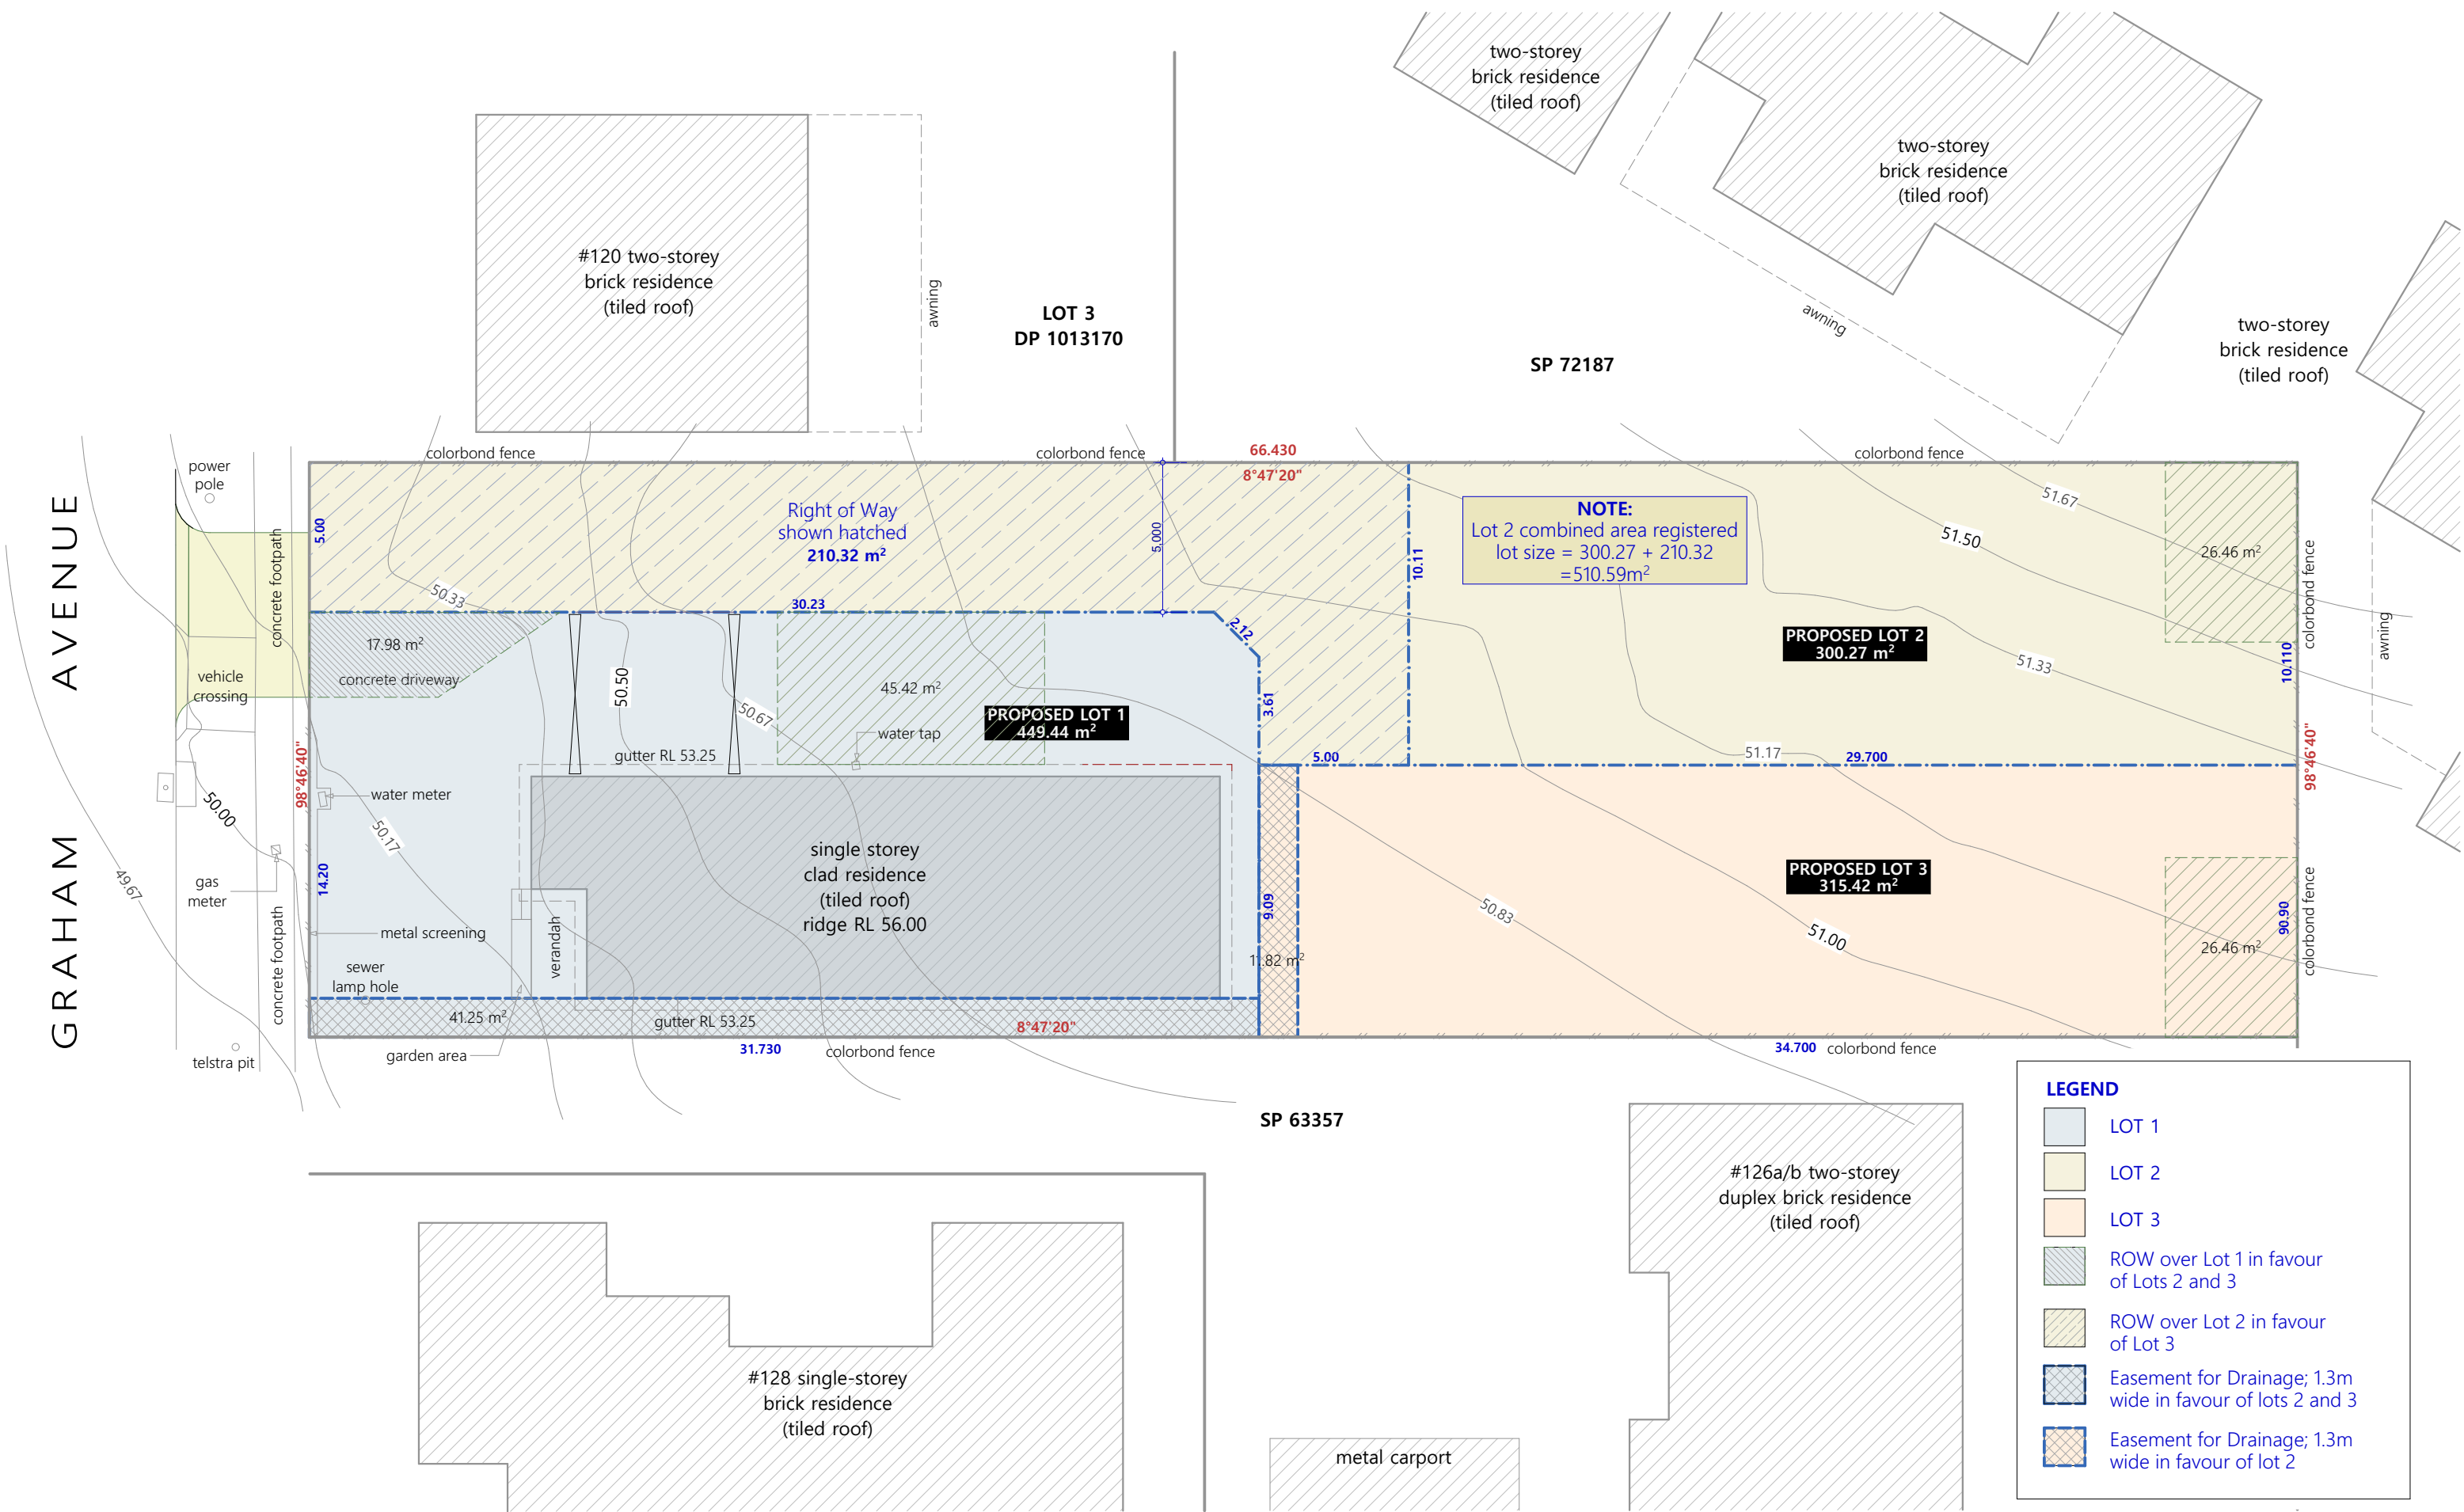 two-storey
brick residence
(tiled roof)
two-storey
brick residence
(tiled roof)
#120 two-storey
brick residence
(tiled roof)
awning
LOT 3
DP 1013170
SP 72187
awning
two-storey
brick residence
(tiled roof)
awning
GRAHAM AVENUE
power
pole
concrete footpath
colorbond fence
colorbond fence
66.430
8°47'20"
colorbond fence
5.00
Right of Way
shown hatched
210.32 m²
5.000
10.11
NOTE:
Lot 2 combined area registered
lot size = 300.27 + 210.32
=510.59m²
51.67
51.50
26.46 m²
colorbond fence
50.33
30.23
2.12
17.98 m²
concrete driveway
vehicle
crossing
50.50
50.67
45.42 m²
PROPOSED LOT 1
449.44 m²
water tap
gutter RL 53.25
3.61
PROPOSED LOT 2
300.27 m²
51.33
10.110
98°46'40"
98°46'40"
5.00
51.17
29.700
50.00
water meter
50.17
49.67
gas
meter
14.20
single storey
clad residence
(tiled roof)
ridge RL 56.00
9.09
PROPOSED LOT 3
315.42 m²
50.83
51.00
90.90
colorbond fence
26.46 m²
metal screening
verandah
concrete footpath
sewer
lamp hole
82 m²
41.25 m²
gutter RL 53.25
8°47'20"
telstra pit
garden area
31.730
colorbond fence
34.700
colorbond fence
SP 63357
#128 single-storey
brick residence
(tiled roof)
metal carport
#126a/b two-storey
duplex brick residence
(tiled roof)
LEGEND
LOT 1
LOT 2
LOT 3
ROW over Lot 1 in favour
of Lots 2 and 3
ROW over Lot 2 in favour
of Lot 3
Easement for Drainage; 1.3m
wide in favour of lots 2 and 3
Easement for Drainage; 1.3m
wide in favour of lot 2